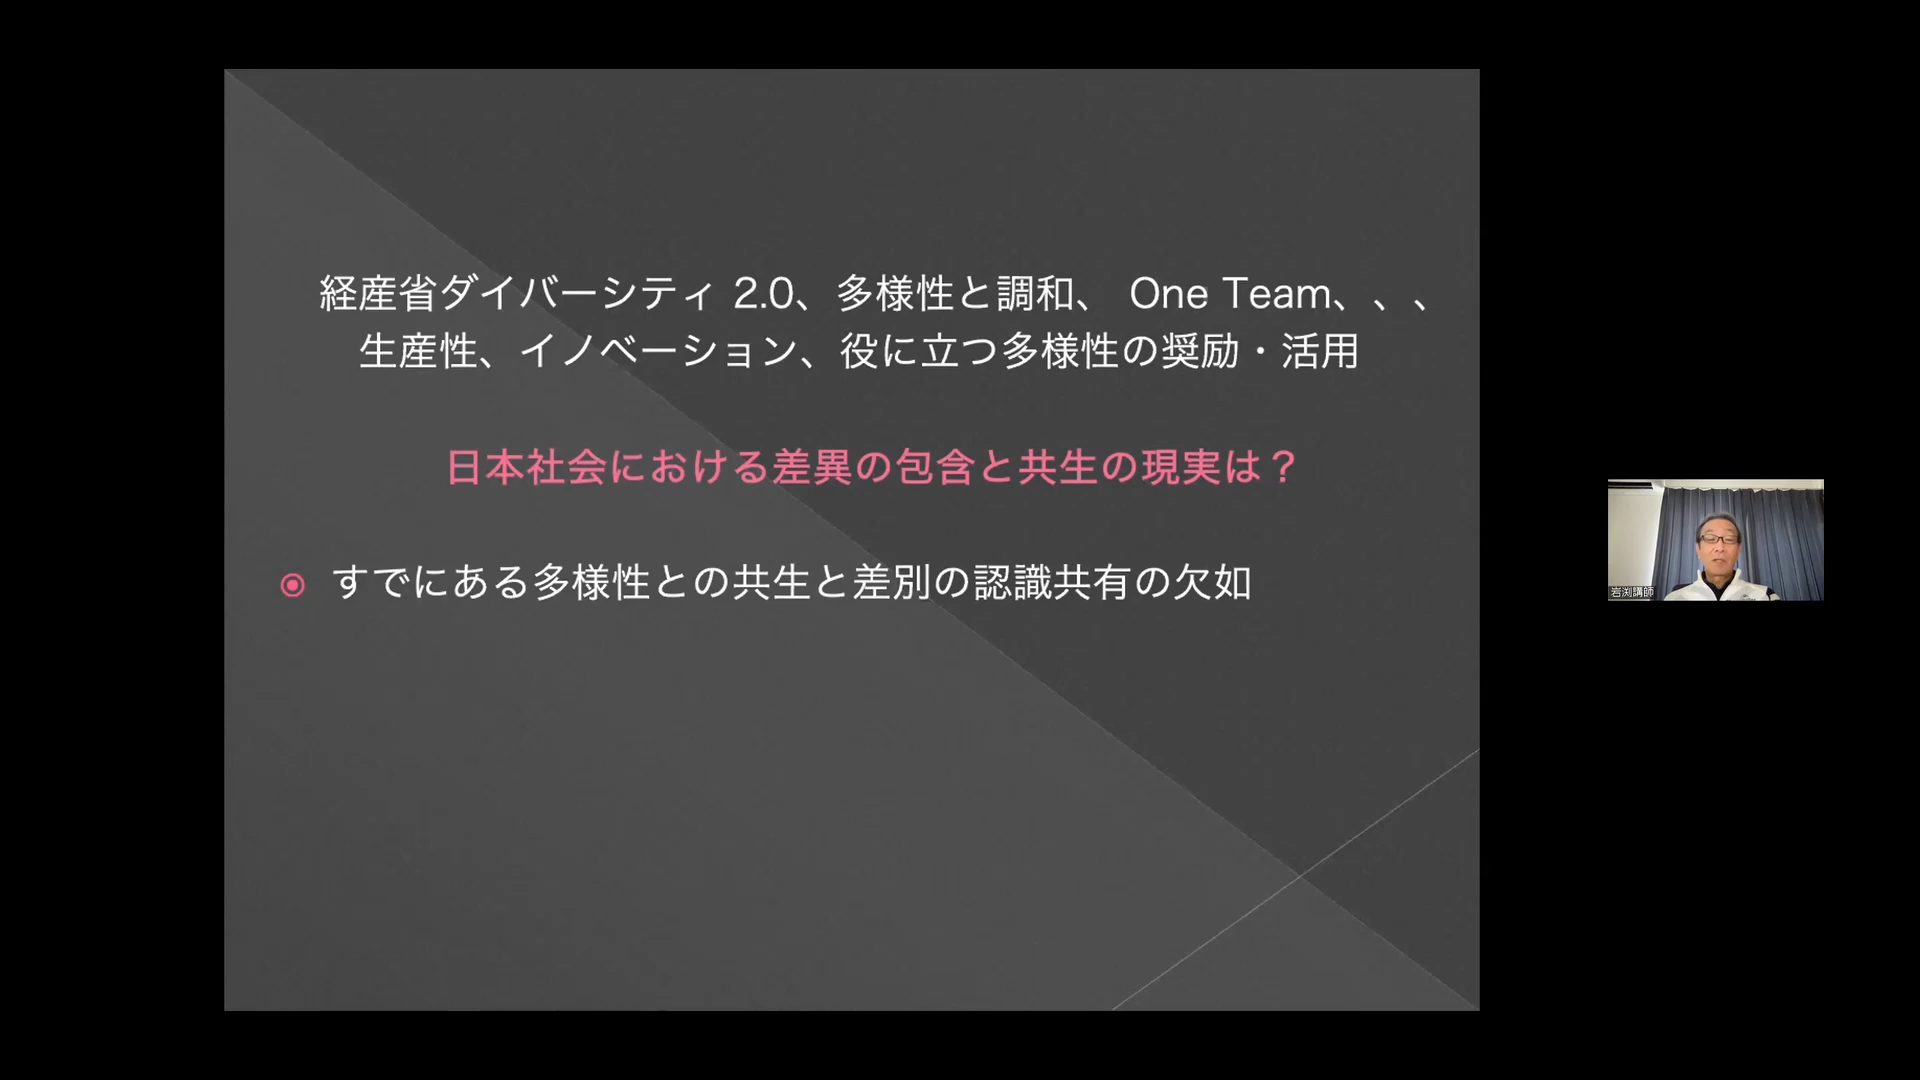 経産省ダイバーシティ 2.0、多様性と調和、 One Team、、、
生産性、イノベーション、役に立つ多様性の奨励・活用
日本社会における差異の包含と共生の現実は？
すでにある多様性との共生と差別の認識共有の欠如
岩渕講師